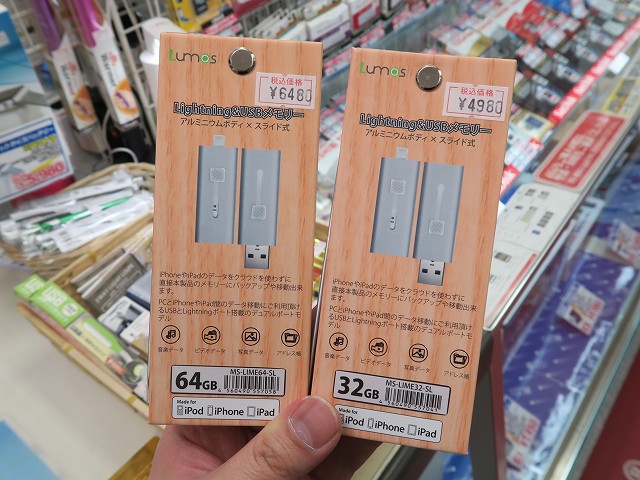 Lumas
税込価格
¥6480
Lightning&USBメモリー
アルミニウムボディ×スライド式
iPhoneやiPadのデータをクラウドを使わずに
直接本製品のメモリーにバックアップや移動出来
ます。
PCとiPhoneやiPad間のデータ移動にご利用頂け
るUSBとLightningポート搭載のデュアルポートモ
デル
音楽データ
ビデオデータ
写真データ
アドレス帳
64GB
MS-LIME64-SL
4 560490 557058
Made for
iPod iPhone iPad
Lumas
税込価格
¥4980
Lightning&USBメモリー
アルミニウムボディ×スライド式
iPhoneやiPadのデータをクラウドを使わずに
直接本製品のメモリーにバックアップや移動出来
ます。
PCとiPhoneやiPad間のデータ移動にご利用頂け
るUSBとLightningポート搭載のデュアルポートモ
デル
音楽データ
ビデオデータ
写真データ
アドレス帳
32GB
MS-LIME32-SL
4 560490 557041
Made for
iPod iPhone iPad